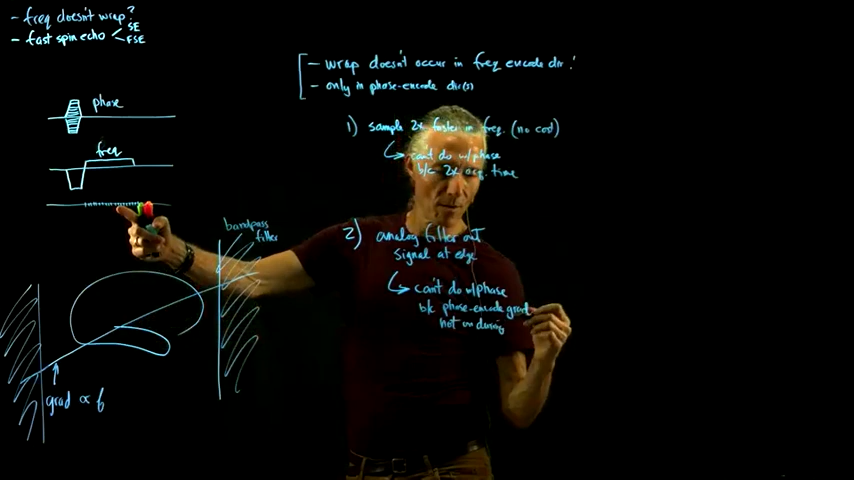 - freq doesn't wrap?
- fast spin echo < SE
FSE
- wrap doesn't occur in freq encode dir!
- only in phase-encode dir(s)
phase
1) sample 2x faster in freq. (no cost)
can't do w/phase
b/c 2x acq. time
freq
bandpass
filter
2) analog filter out
signal at edge
can't do w/phase
b/c phase-encode grad
not on during
grad ∝ f